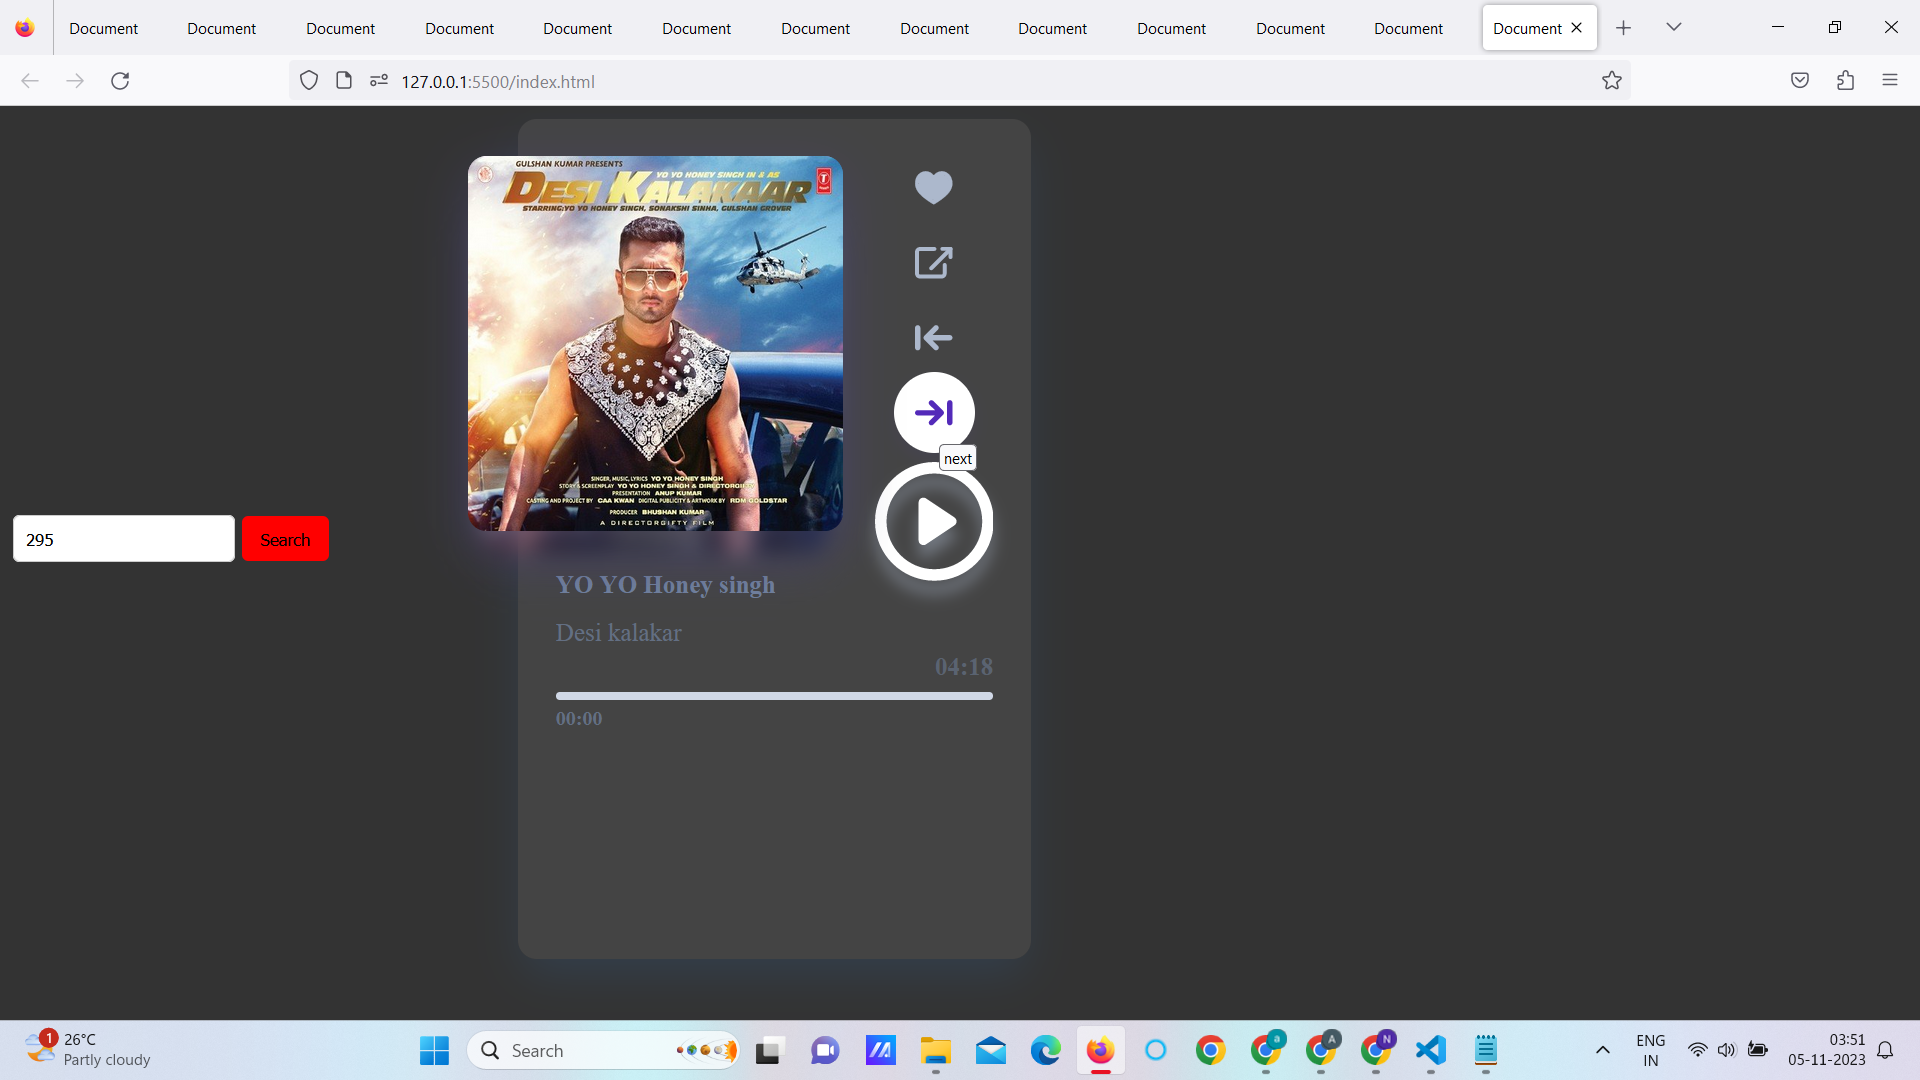 Document Document Document Document Document Document Document Document Document Document Document Document Document
127.0.0.1:5500/index.html
GULSHAN KUMAR PRESENTS
YO YO HONEY SINGH IN & AS
DESI KALAKAAR
STARRING:YO YO HONEY SINGH, SONAKSHI SINHA, GULSHAN GROVER
SINGER, MUSIC, LYRICS YO YO HONEY SINGH
STORY & SCREENPLAY YO YO HONEY SINGH & DIRECTORGIFTY
PRESENTATION ANUP KUMAR
CASTING AND PROJECT BY CAA KWAN DIGITAL PUBLICITY & ARTWORK BY RDM GOLDSTAR
PRODUCER BHUSHAN KUMAR
A DIRECTORGIFTY FILM
next
295 Search
YO YO Honey singh
Desi kalakar
04:18
00:00
1
26°C
Partly cloudy
Search
a
A
N
ENG
IN
03:51
05-11-2023